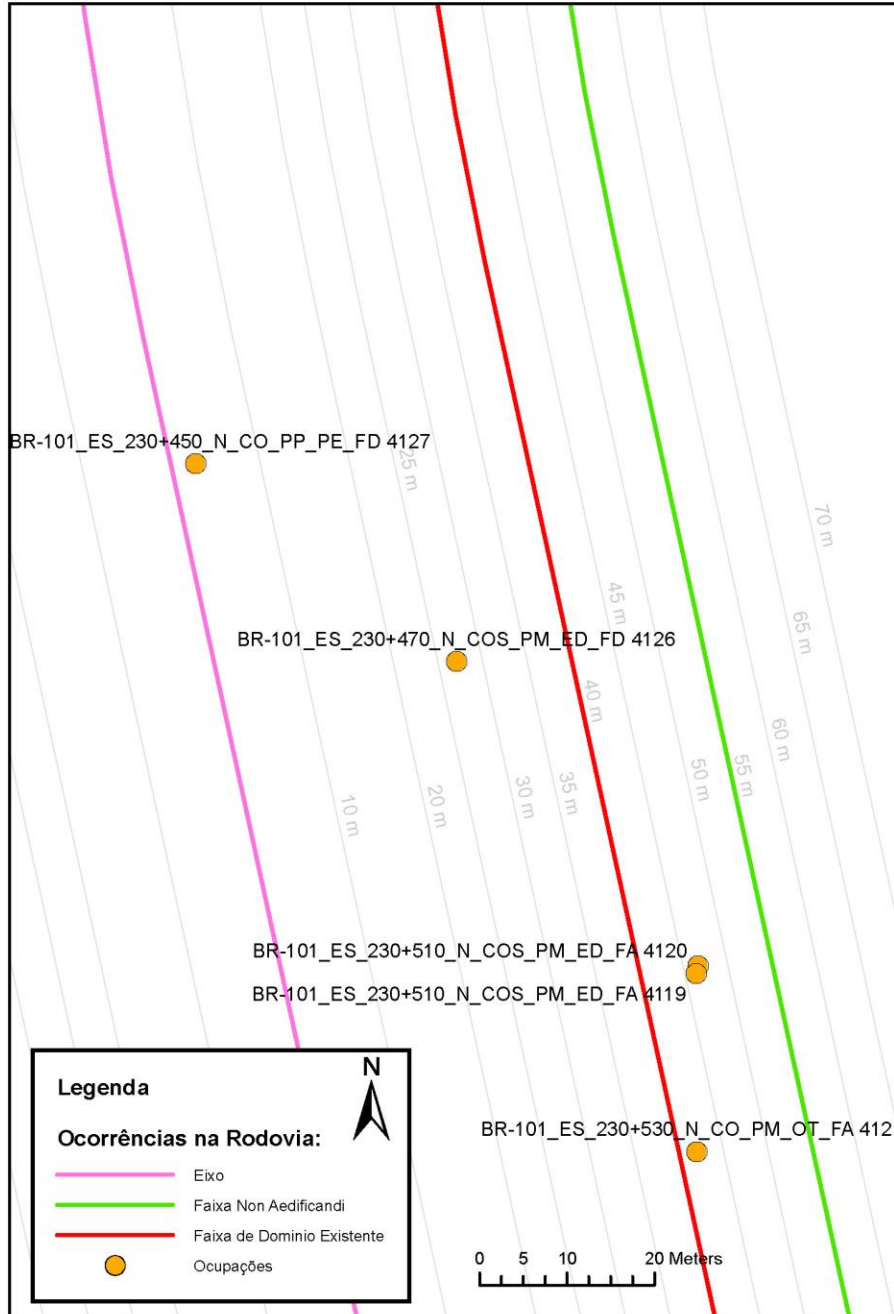 BR-101_ES_230+450_N_CO_PP_PE_FD 4127
25 m
70 m
45 m
65 m
BR-101_ES_230+470_N_COS_PM_ED_FD 4126
40 m
60 m
55 m
50 m
35 m
30 m
20 m
10 m
BR-101_ES_230+510_N_COS_PM_ED_FA 4120
BR-101_ES_230+510_N_COS_PM_ED_FA 4119
BR-101_ES_230+530_N_CO_PM_OT_FA 412
N
Legenda
Ocorrências na Rodovia:
Eixo
Faixa Non Aedificandi
Faixa de Dominio Existente
Ocupações
0 5 10 20 Meters